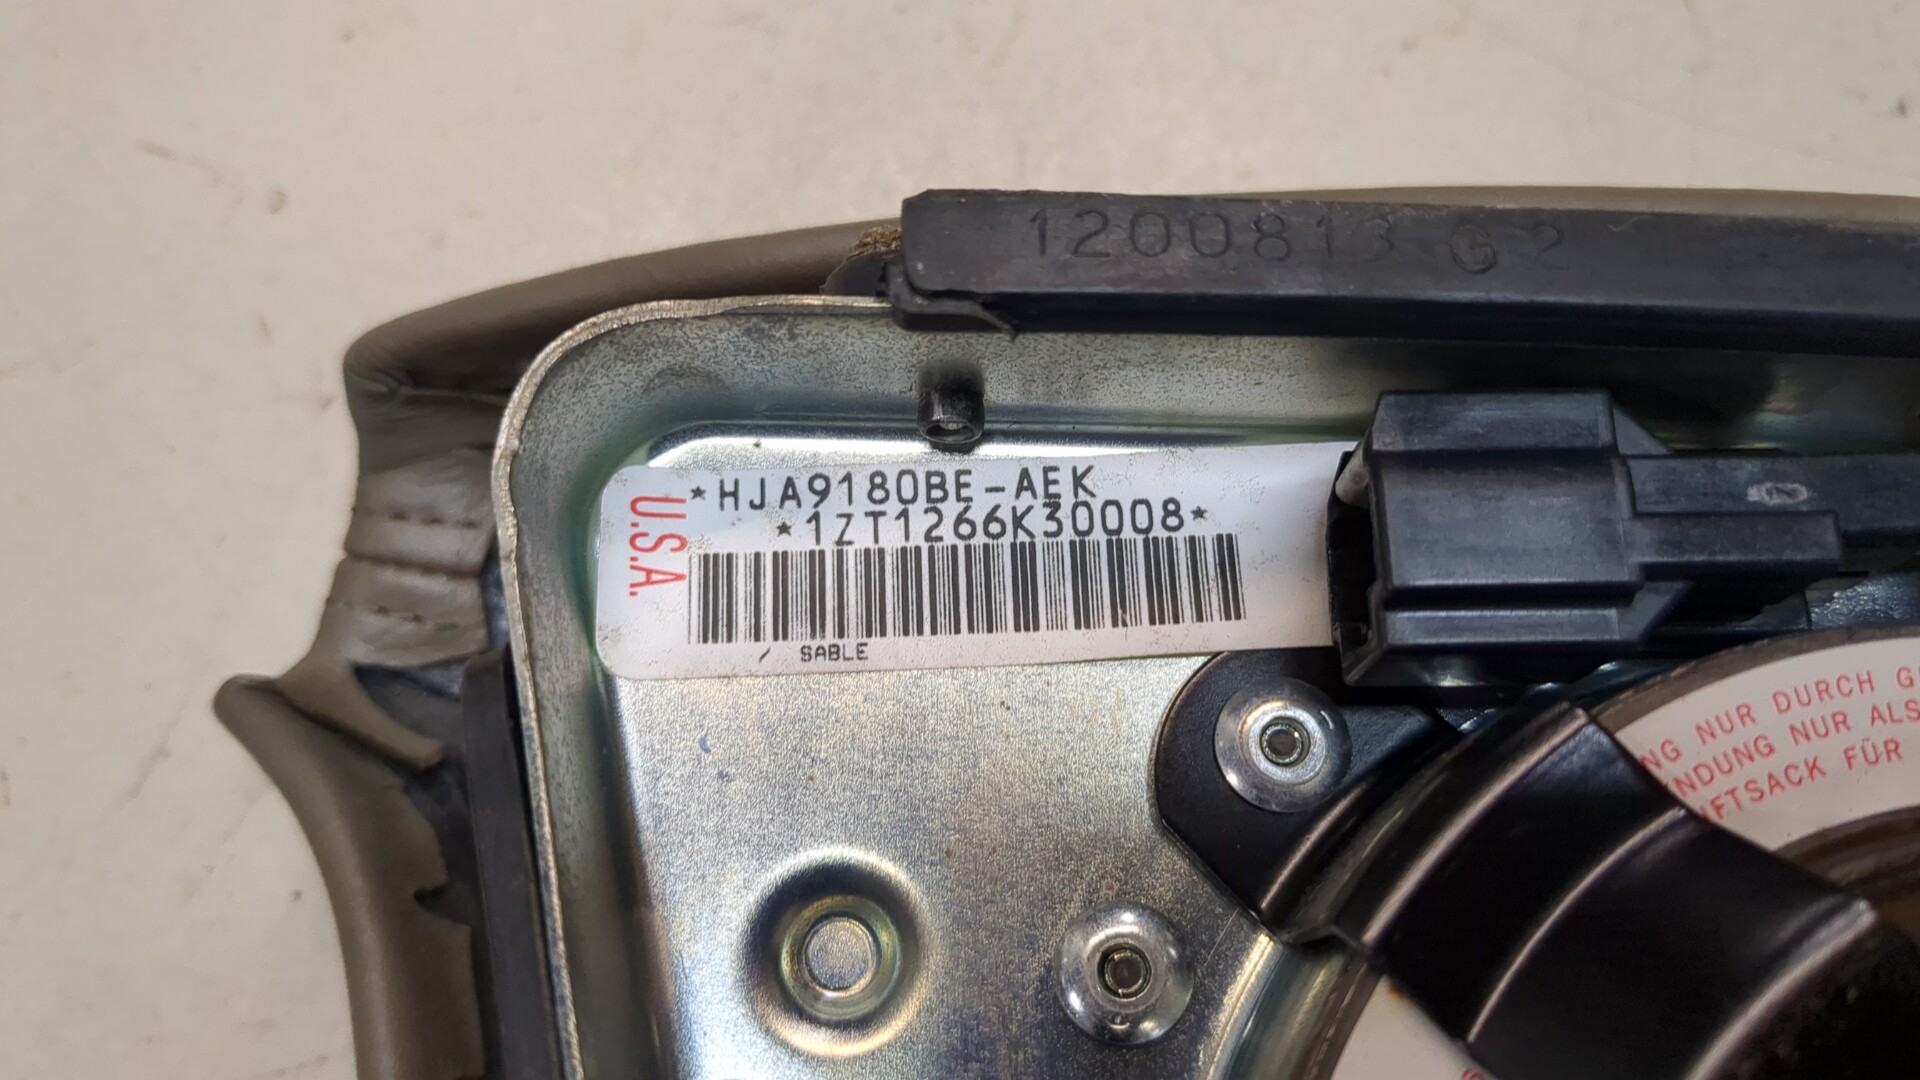 1200813 G2
*HJA9180BE-AEK
*1ZT1266K30008*
U.S.A.
SABLE
NUR DURCH
NUR ALS
FÜR